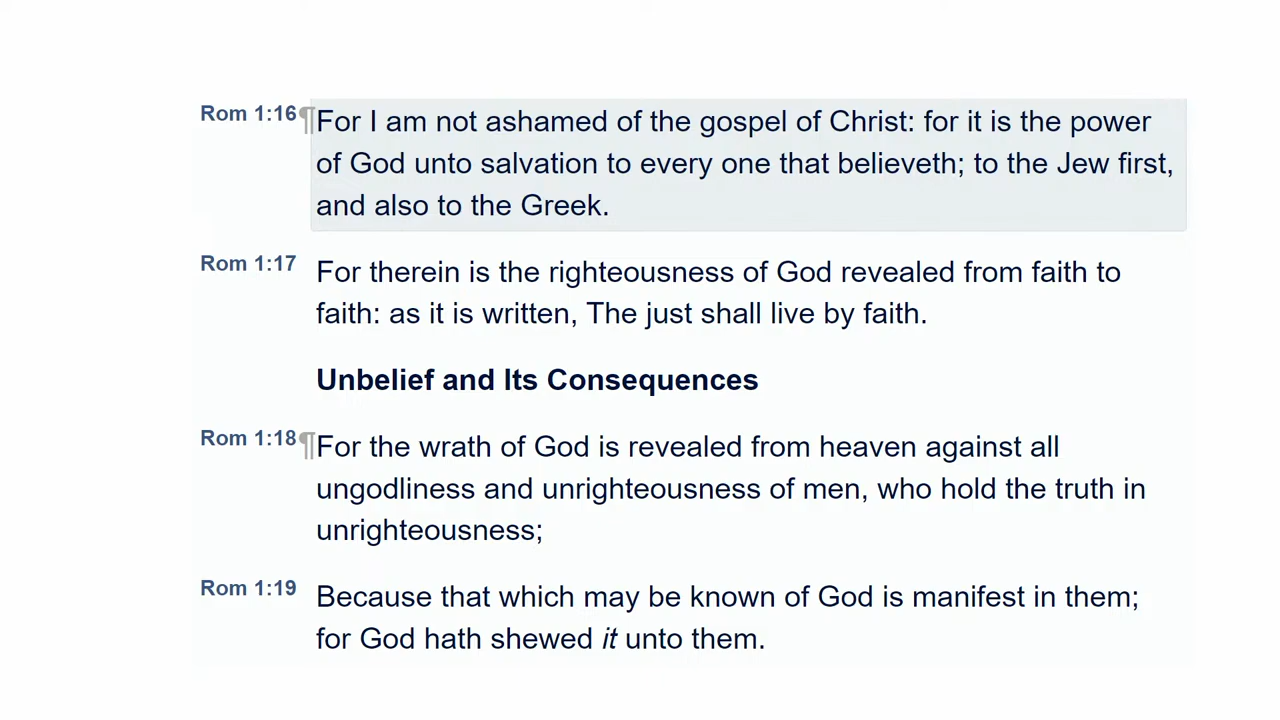 Rom 1:16 ¶For I am not ashamed of the gospel of Christ: for it is the power
of God unto salvation to every one that believeth; to the Jew first,
and also to the Greek.
Rom 1:17 For therein is the righteousness of God revealed from faith to
faith: as it is written, The just shall live by faith.
Unbelief and Its Consequences
Rom 1:18 ¶For the wrath of God is revealed from heaven against all
ungodliness and unrighteousness of men, who hold the truth in
unrighteousness;
Rom 1:19 Because that which may be known of God is manifest in them;
for God hath shewed it unto them.